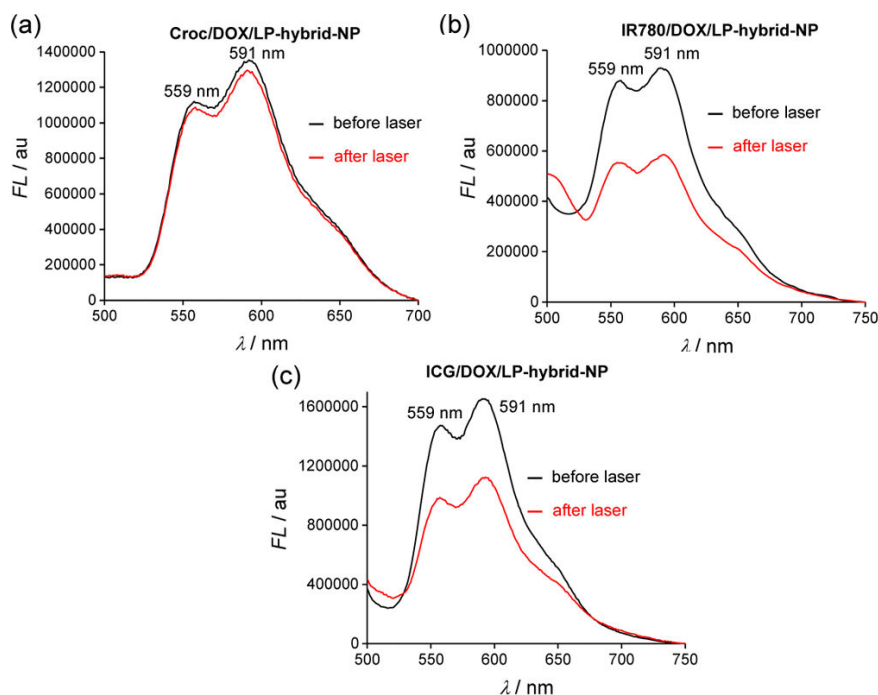 (a)
Croc/DOX/LP-hybrid-NP
1400000
1200000
1000000
800000
600000
400000
200000
0
FL / au
559 nm
591 nm
before laser
after laser
500
550
600
650
700
λ / nm
(b)
IR780/DOX/LP-hybrid-NP
1000000
800000
600000
400000
200000
0
FL / au
559 nm
591 nm
before laser
after laser
500
550
600
650
700
750
λ / nm
(c)
ICG/DOX/LP-hybrid-NP
1600000
1200000
800000
400000
0
FL / au
559 nm
591 nm
before laser
after laser
500
550
600
650
700
750
λ / nm